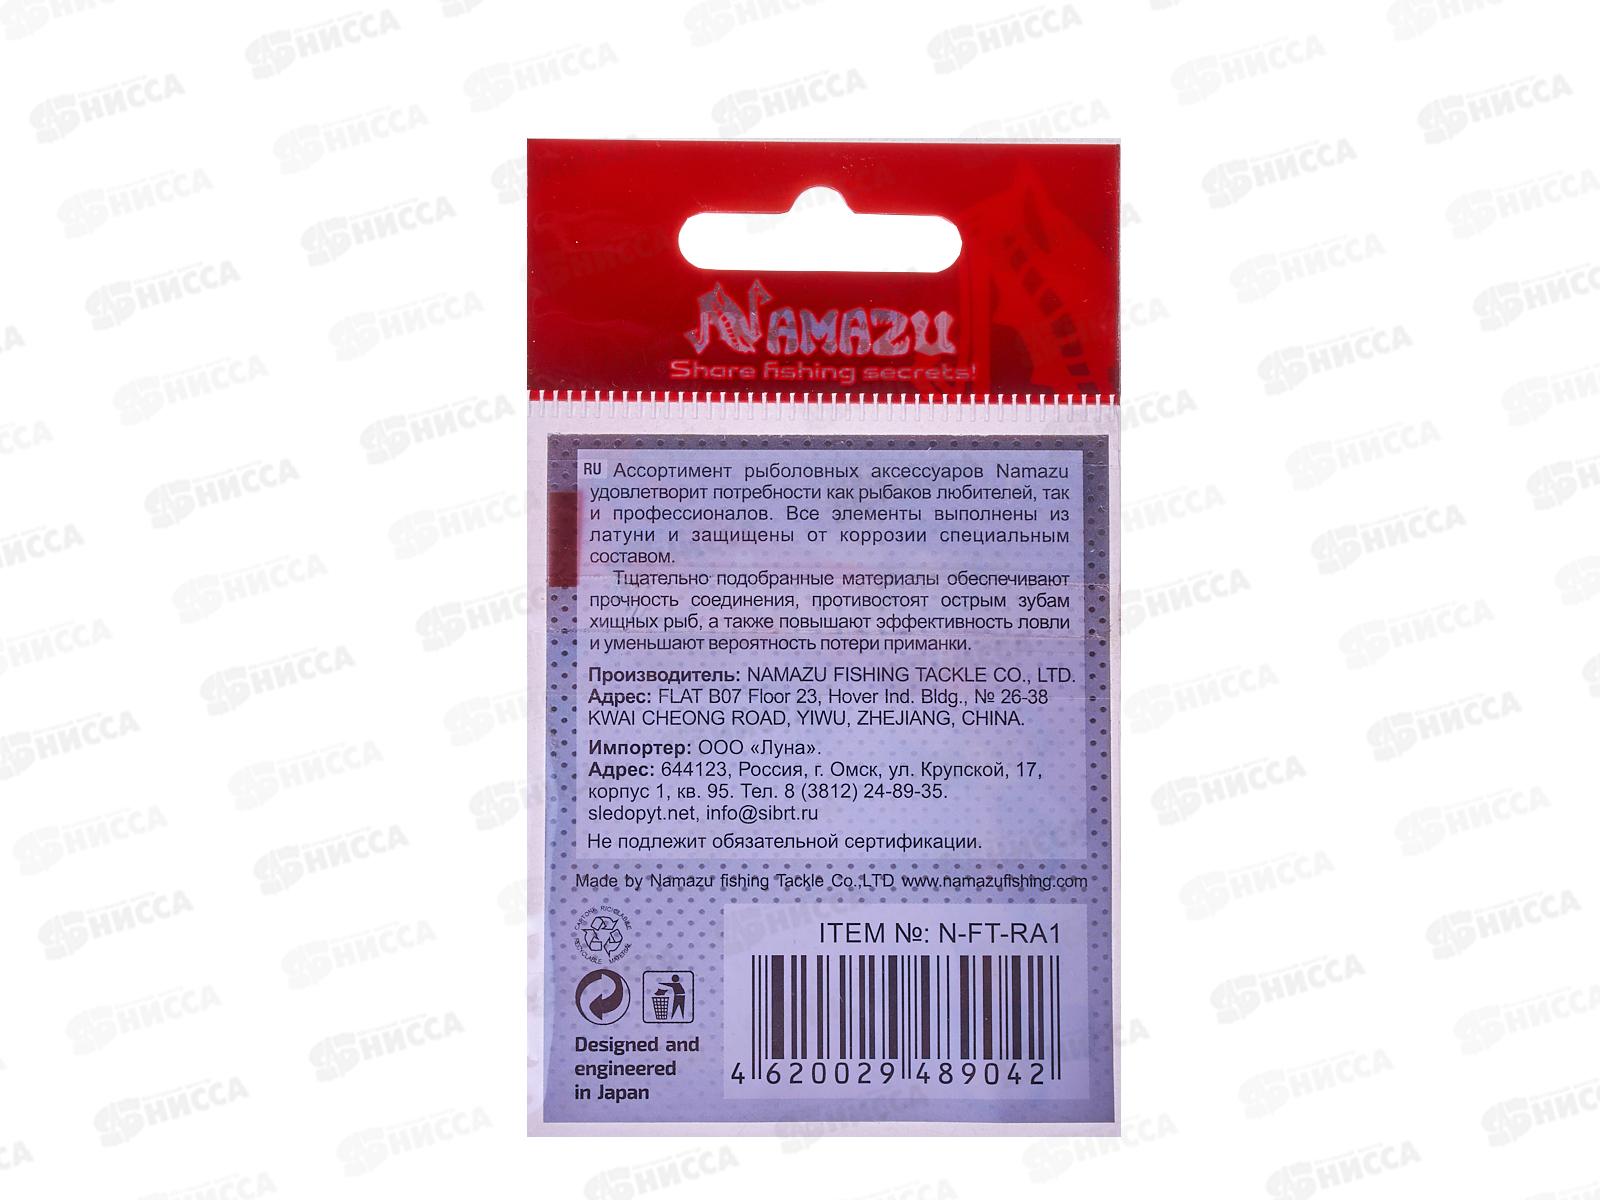 NAMAZU
Share fishing secrets!
RU Ассортимент рыболовных аксессуаров Namazu
удовлетворит потребности как рыбаков любителей, так
и профессионалов. Все элементы выполнены из
латуни и защищены от коррозии специальным
составом.
Тщательно подобранные материалы обеспечивают
прочность соединения, противостоят острым зубам
хищных рыб, а также повышают эффективность ловли
и уменьшают вероятность потери приманки.
Производитель: NAMAZU FISHING TACKLE CO., LTD.
Адрес: FLAT B07 Floor 23, Hover Ind. Bldg., № 26-38
KWAI CHEONG ROAD, YIWU, ZHEJIANG, CHINA.
Импортер: ООО «Луна».
Адрес: 644123, Россия, г. Омск, ул. Крупской, 17,
корпус 1, кв. 95. Тел. 8 (3812) 24-89-35.
sledopyt.net, info@sibrt.ru
Не подлежит обязательной сертификации.
Made by Namazu fishing Tackle Co.,LTD www.namazufishing.com
CARTONE RICICLABILE
RECYCLABLE MATERIAL
ITEM №: N-FT-RA1
4 620029 489042
Designed and
engineered
in Japan